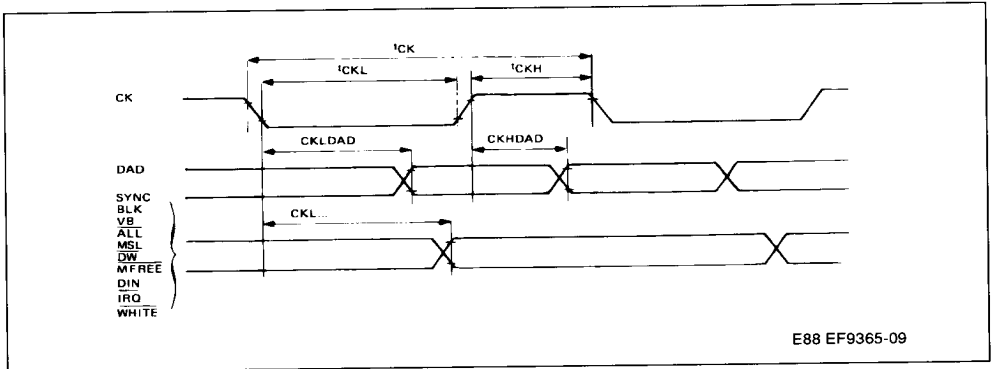 tCK
tCKL
tCKH
CK
CKLDAD
CKHDAD
DAD
SYNC
BLK
CKL...
VB
ALL
MSL
DW
MFREE
DIN
IRQ
WHITE
E88 EF9365-09